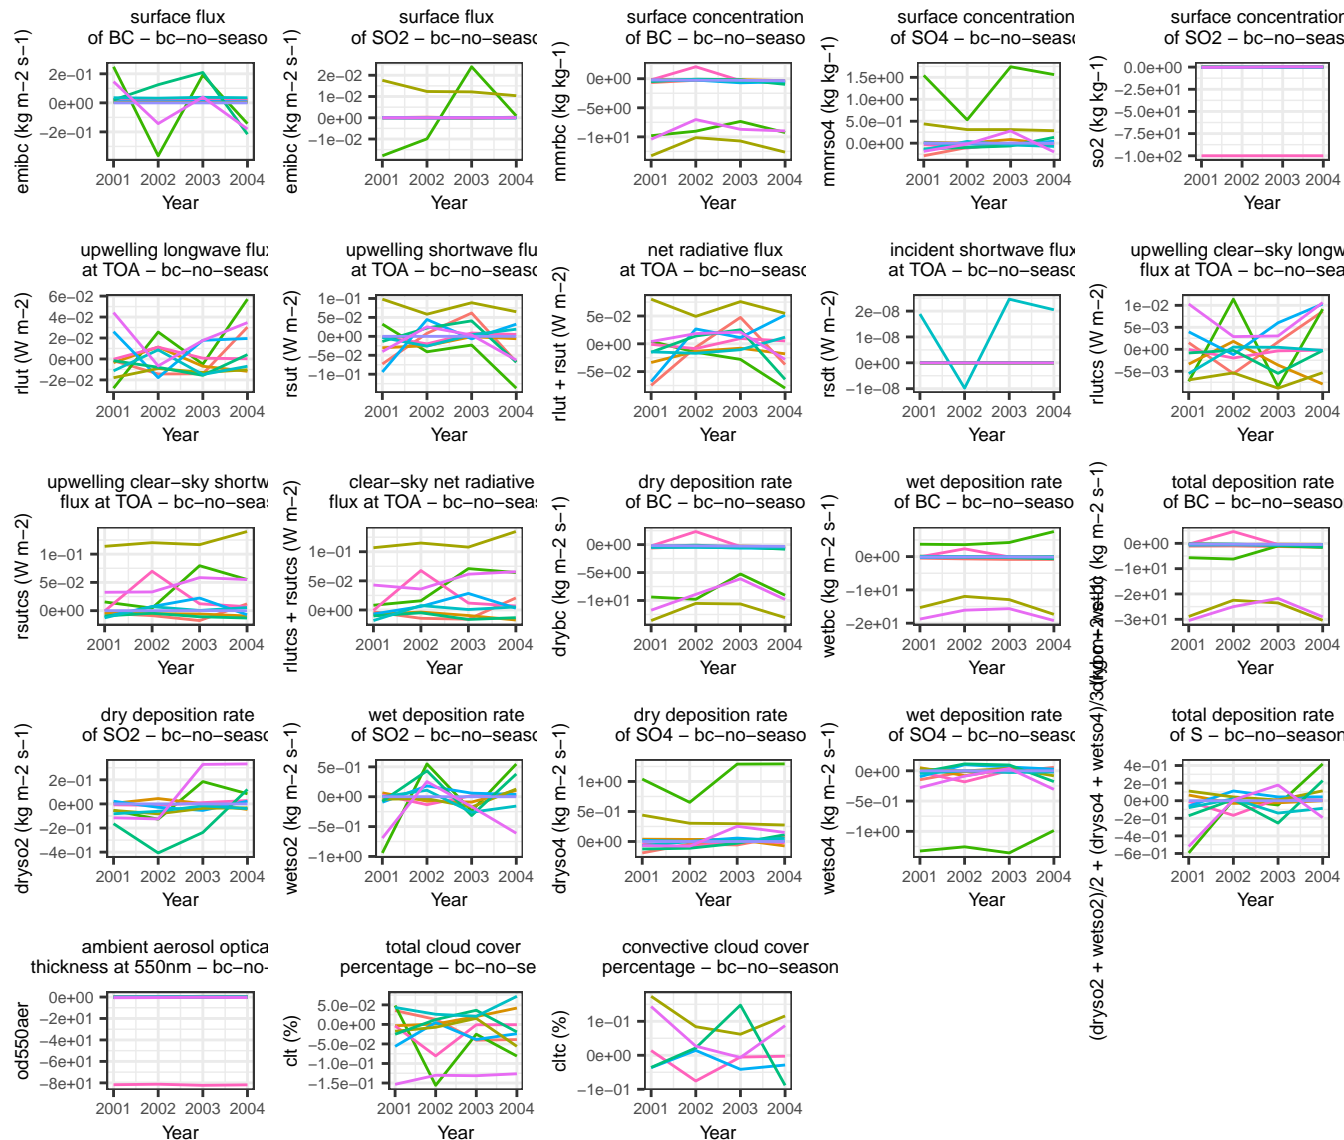 surface flux
of BC − bc−no−seaso
emibc (kg m−2 s−1)
2e−01
0e+00
−2e−01
2001 2002 2003 2004
Year
surface flux
of SO2 − bc−no−seaso
emibc (kg m−2 s−1)
2e−02
1e−02
0e+00
−1e−02
2001 2002 2003 2004
Year
surface concentration
of BC − bc−no−seaso
mmrbc (kg kg−1)
0e+00
−5e+00
−1e+01
2001 2002 2003 2004
Year
surface concentration
of SO4 − bc−no−seaso
mmrso4 (kg kg−1)
1.5e+00
1.0e+00
5.0e−01
0.0e+00
2001 2002 2003 2004
Year
surface concentration
of SO2 − bc−no−seas
so2 (kg kg−1)
0.0e+00
−2.5e+01
−5.0e+01
−7.5e+01
−1.0e+02
2001 2002 2003 2004
Year
upwelling longwave flux
at TOA − bc−no−seaso
rlut (W m−2)
6e−02
4e−02
2e−02
0e+00
−2e−02
2001 2002 2003 2004
Year
upwelling shortwave flu
at TOA − bc−no−seaso
rsut (W m−2)
1e−01
5e−02
0e+00
−5e−02
−1e−01
2001 2002 2003 2004
Year
net radiative flux
at TOA − bc−no−seaso
rlut + rsut (W m−2)
5e−02
0e+00
−5e−02
2001 2002 2003 2004
Year
incident shortwave flux
at TOA − bc−no−seaso
rsdt (W m−2)
2e−08
1e−08
0e+00
−1e−08
2001 2002 2003 2004
Year
upwelling clear−sky longw
flux at TOA − bc−no−seas
rlutcs (W m−2)
1e−02
5e−03
0e+00
−5e−03
2001 2002 2003 2004
Year
upwelling clear−sky shortw
flux at TOA − bc−no−seas
rsutcs (W m−2)
1e−01
5e−02
0e+00
2001 2002 2003 2004
Year
clear−sky net radiative
flux at TOA − bc−no−seas
rlutcs + rsutcs (W m−2)
1e−01
5e−02
0e+00
2001 2002 2003 2004
Year
dry deposition rate
of BC − bc−no−seaso
drybc (kg m−2 s−1)
0e+00
−5e+00
−1e+01
2001 2002 2003 2004
Year
wet deposition rate
of BC − bc−no−seaso
wetbc (kg m−2 s−1)
0e+00
−1e+01
−2e+01
2001 2002 2003 2004
Year
total deposition rate
of BC − bc−no−seaso
drybc + wetbc (kg m−2 s−1)
0e+00
−1e+01
−2e+01
−3e+01
2001 2002 2003 2004
Year
dry deposition rate
of SO2 − bc−no−seaso
dryso2 (kg m−2 s−1)
2e−01
0e+00
−2e−01
−4e−01
2001 2002 2003 2004
Year
wet deposition rate
of SO2 − bc−no−seaso
wetso2 (kg m−2 s−1)
5e−01
0e+00
−5e−01
−1e+00
2001 2002 2003 2004
Year
dry deposition rate
of SO4 − bc−no−seaso
dryso4 (kg m−2 s−1)
1e+00
5e−01
0e+00
2001 2002 2003 2004
Year
wet deposition rate
of SO4 − bc−no−seaso
wetso4 (kg m−2 s−1)
0e+00
−5e−01
−1e+00
2001 2002 2003 2004
Year
total deposition rate
of S − bc−no−season
(dryso2 + wetso2)/2 + (dryso4 + wetso4)/3
4e−01
2e−01
0e+00
−2e−01
−4e−01
−6e−01
2001 2002 2003 2004
Year
ambient aerosol optica
thickness at 550nm − bc−no−
od550aer
0e+00
−2e+01
−4e+01
−6e+01
−8e+01
2001 2002 2003 2004
Year
total cloud cover
percentage − bc−no−se
clt (%)
5.0e−02
0.0e+00
−5.0e−02
−1.0e−01
−1.5e−01
2001 2002 2003 2004
Year
convective cloud cover
percentage − bc−no−season
cltc (%)
1e−01
0e+00
−1e−01
2001 2002 2003 2004
Year